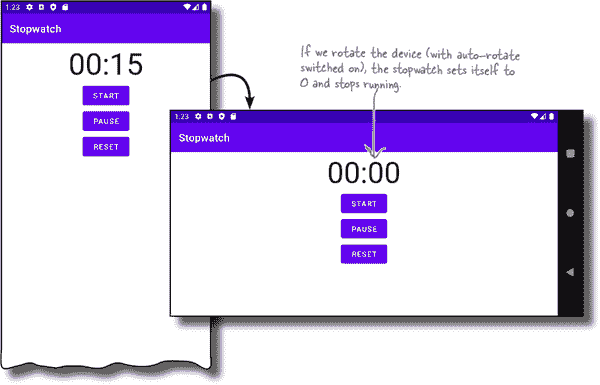 1:23
Stopwatch
00:15
START
PAUSE
RESET
If we rotate the device (with auto-rotate
switched on), the stopwatch sets itself to
0 and stops running.
1:23
Stopwatch
00:00
START
PAUSE
RESET